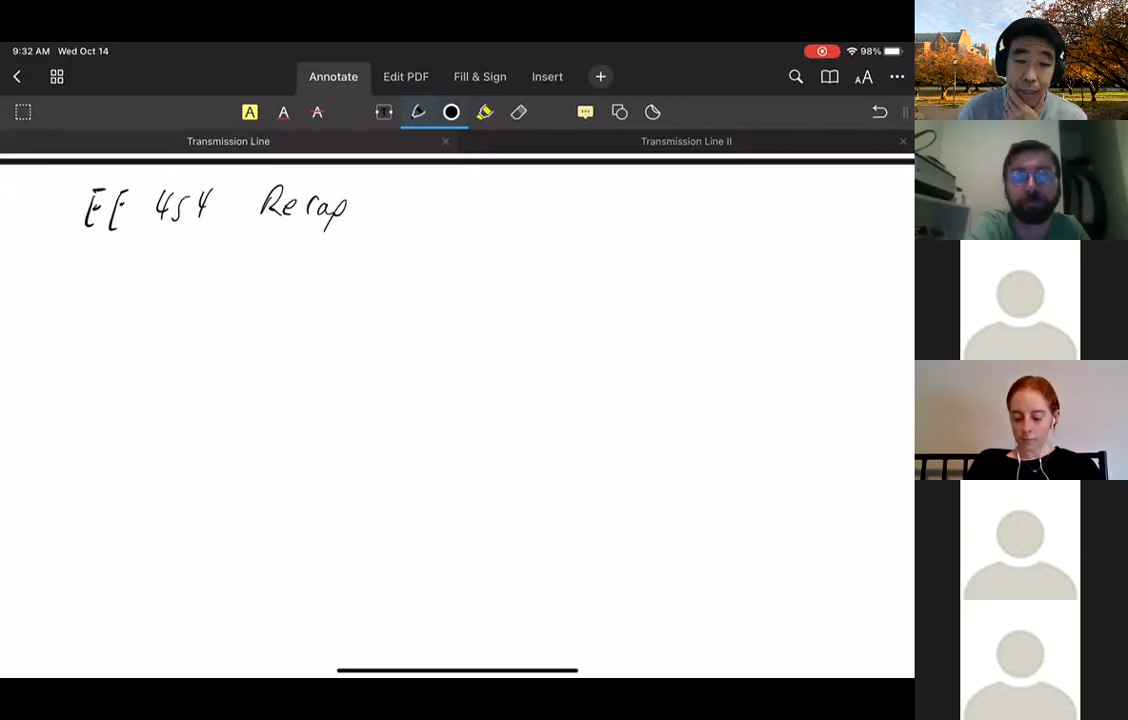 9:32 AM Wed Oct 14
98%
Annotate Edit PDF Fill & Sign Insert
A A A T
Transmission Line
Transmission Line II
EE 454 Recap